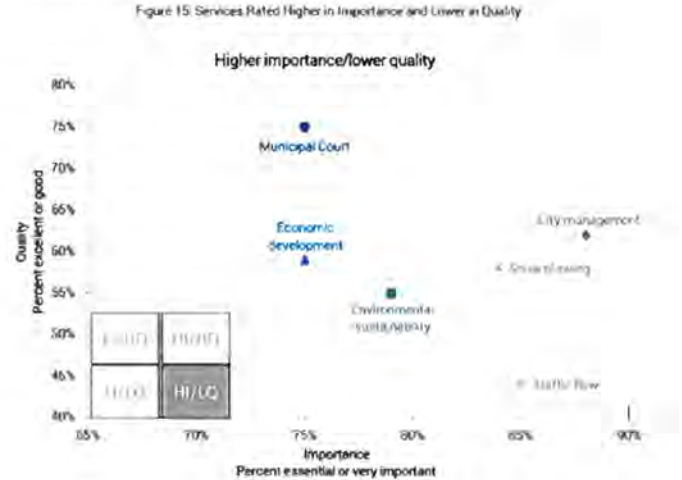 Figure 15: Services Rated Higher in Importance and Lower in Quality
Higher importance/lower quality
80%
75%
Municipal Court
70%
65%
Quality
Percent excellent or good
Economic
development
City management
60%
Snow plowing
55%
Environmental
sustainability
50%
45%
HI/LQ
Traffic flow
40%
65%
70%
75%
80%
85%
90%
Importance
Percent essential or very important